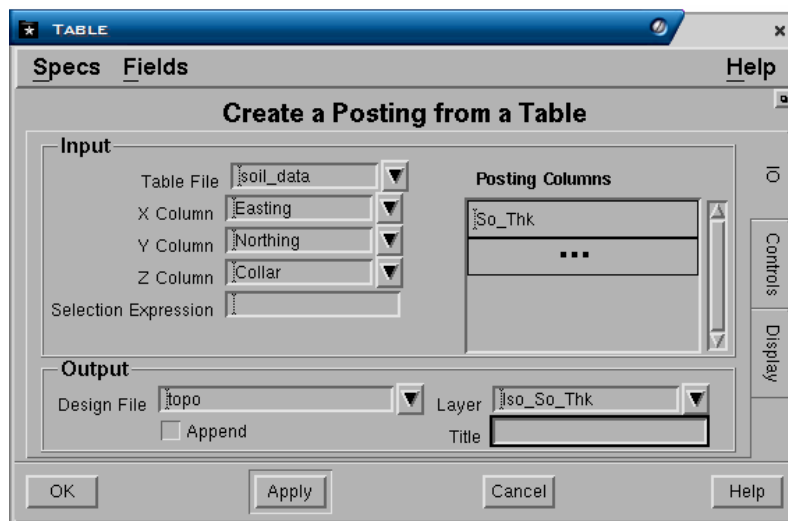 TABLE
Specs Fields Help
Create a Posting from a Table
Input
Table File soil_data
X Column Easting
Y Column Northing
Z Column Collar
Selection Expression
Posting Columns
So_Thk
...
IO
Controls
Display
Output
Design File topo
Layer Iso_So_Thk
Append
Title
OK Apply Cancel Help